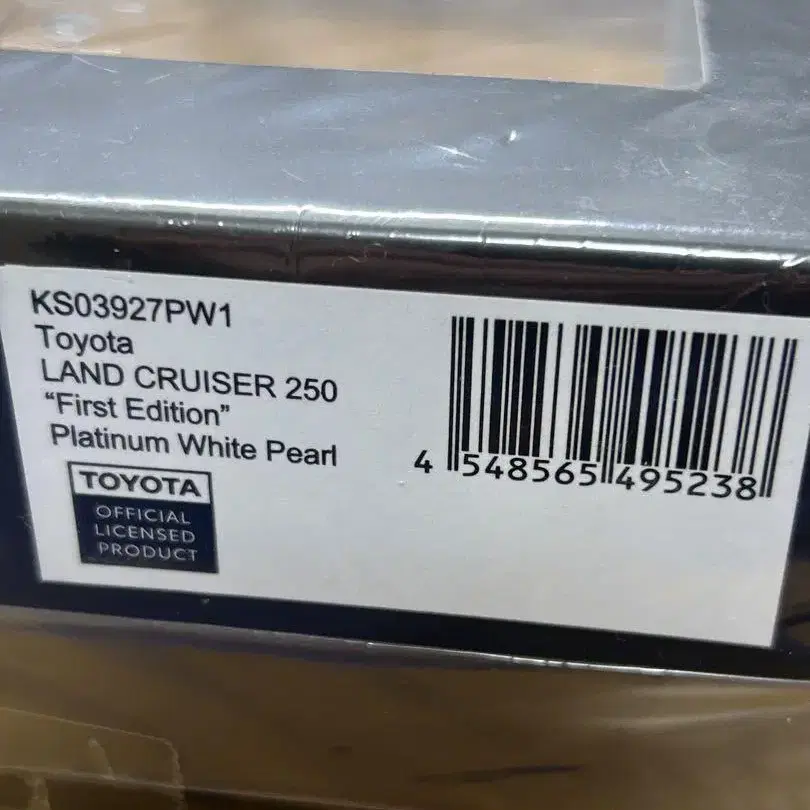 KS03927PW1
Toyota
LAND CRUISER 250
“First Edition”
Platinum White Pearl
TOYOTA
OFFICIAL
LICENSED
PRODUCT
4 548565 495238